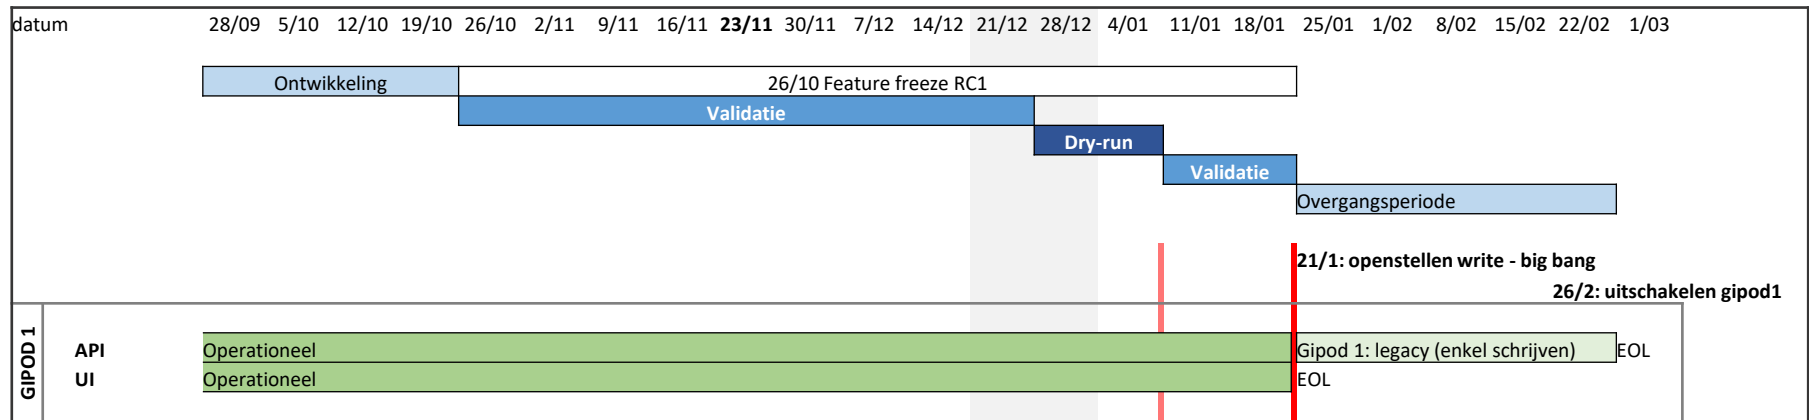 datum 28/09 5/10 12/10 19/10 26/10 2/11 9/11 16/11 23/11 30/11 7/12 14/12 21/12 28/12 4/01 11/01 18/01 25/01 1/02 8/02 15/02 22/02 1/03
Ontwikkeling 26/10 Feature freeze RC1
Validatie
Dry-run
Validatie
Overgangsperiode
21/1: openstellen write - big bang
26/2: uitschakelen gipod1
GIPOD 1
API Operationeel Gipod 1: legacy (enkel schrijven) EOL
UI Operationeel EOL